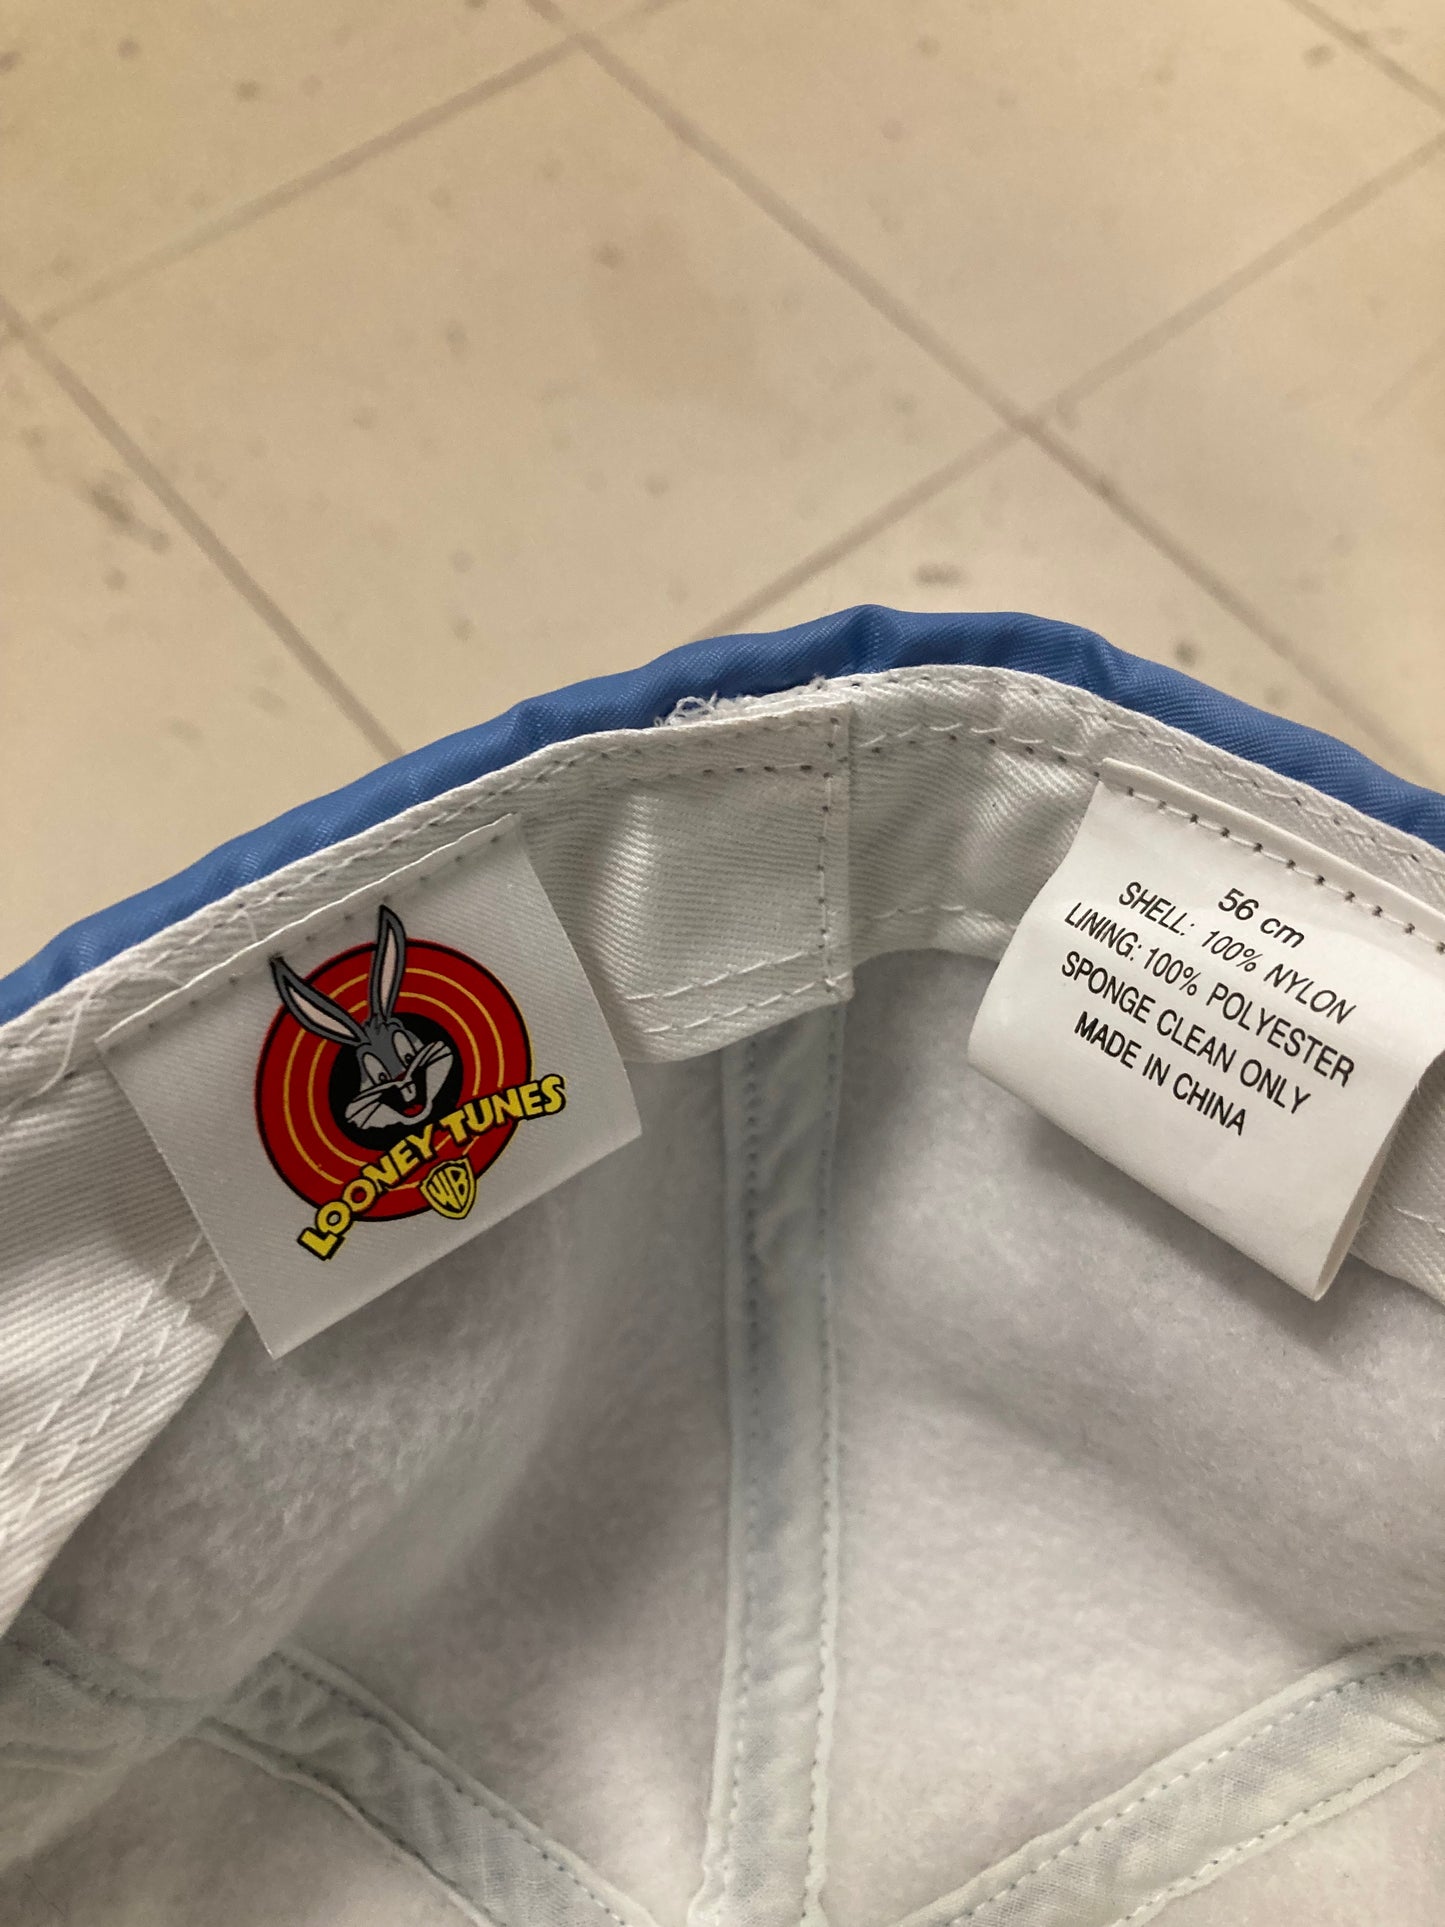 LOONEY TUNES
WB
56 cm
SHELL: 100% NYLON
LINING: 100% POLYESTER
SPONGE CLEAN ONLY
MADE IN CHINA